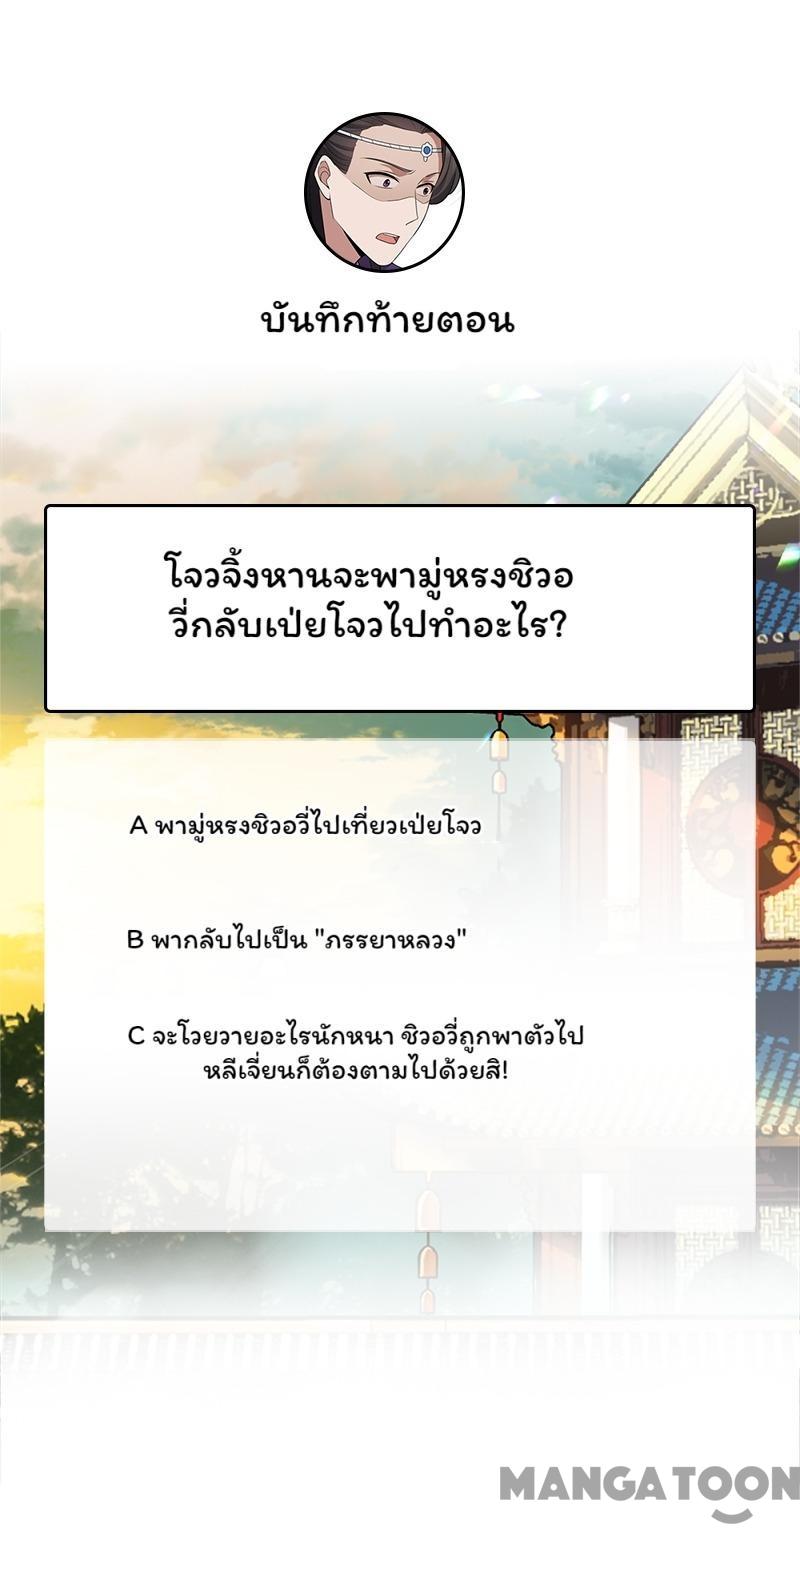 บันทึกท้ายตอน
โจวจิ้งหานจะพามู่หรงชิวอ
วี่กลับเป่ยโจวไปทำอะไร?
A พามู่หรงชิวอวี่ไปเที่ยวเป่ยโจว
B พากลับไปเป็น "ภรรยาหลวง"
C จะโวยวายอะไรนักหนา ชิวอวี่ถูกพาตัวไป
หลีเจี่ยนก็ต้องตามไปด้วยสิ!
MANGATOON